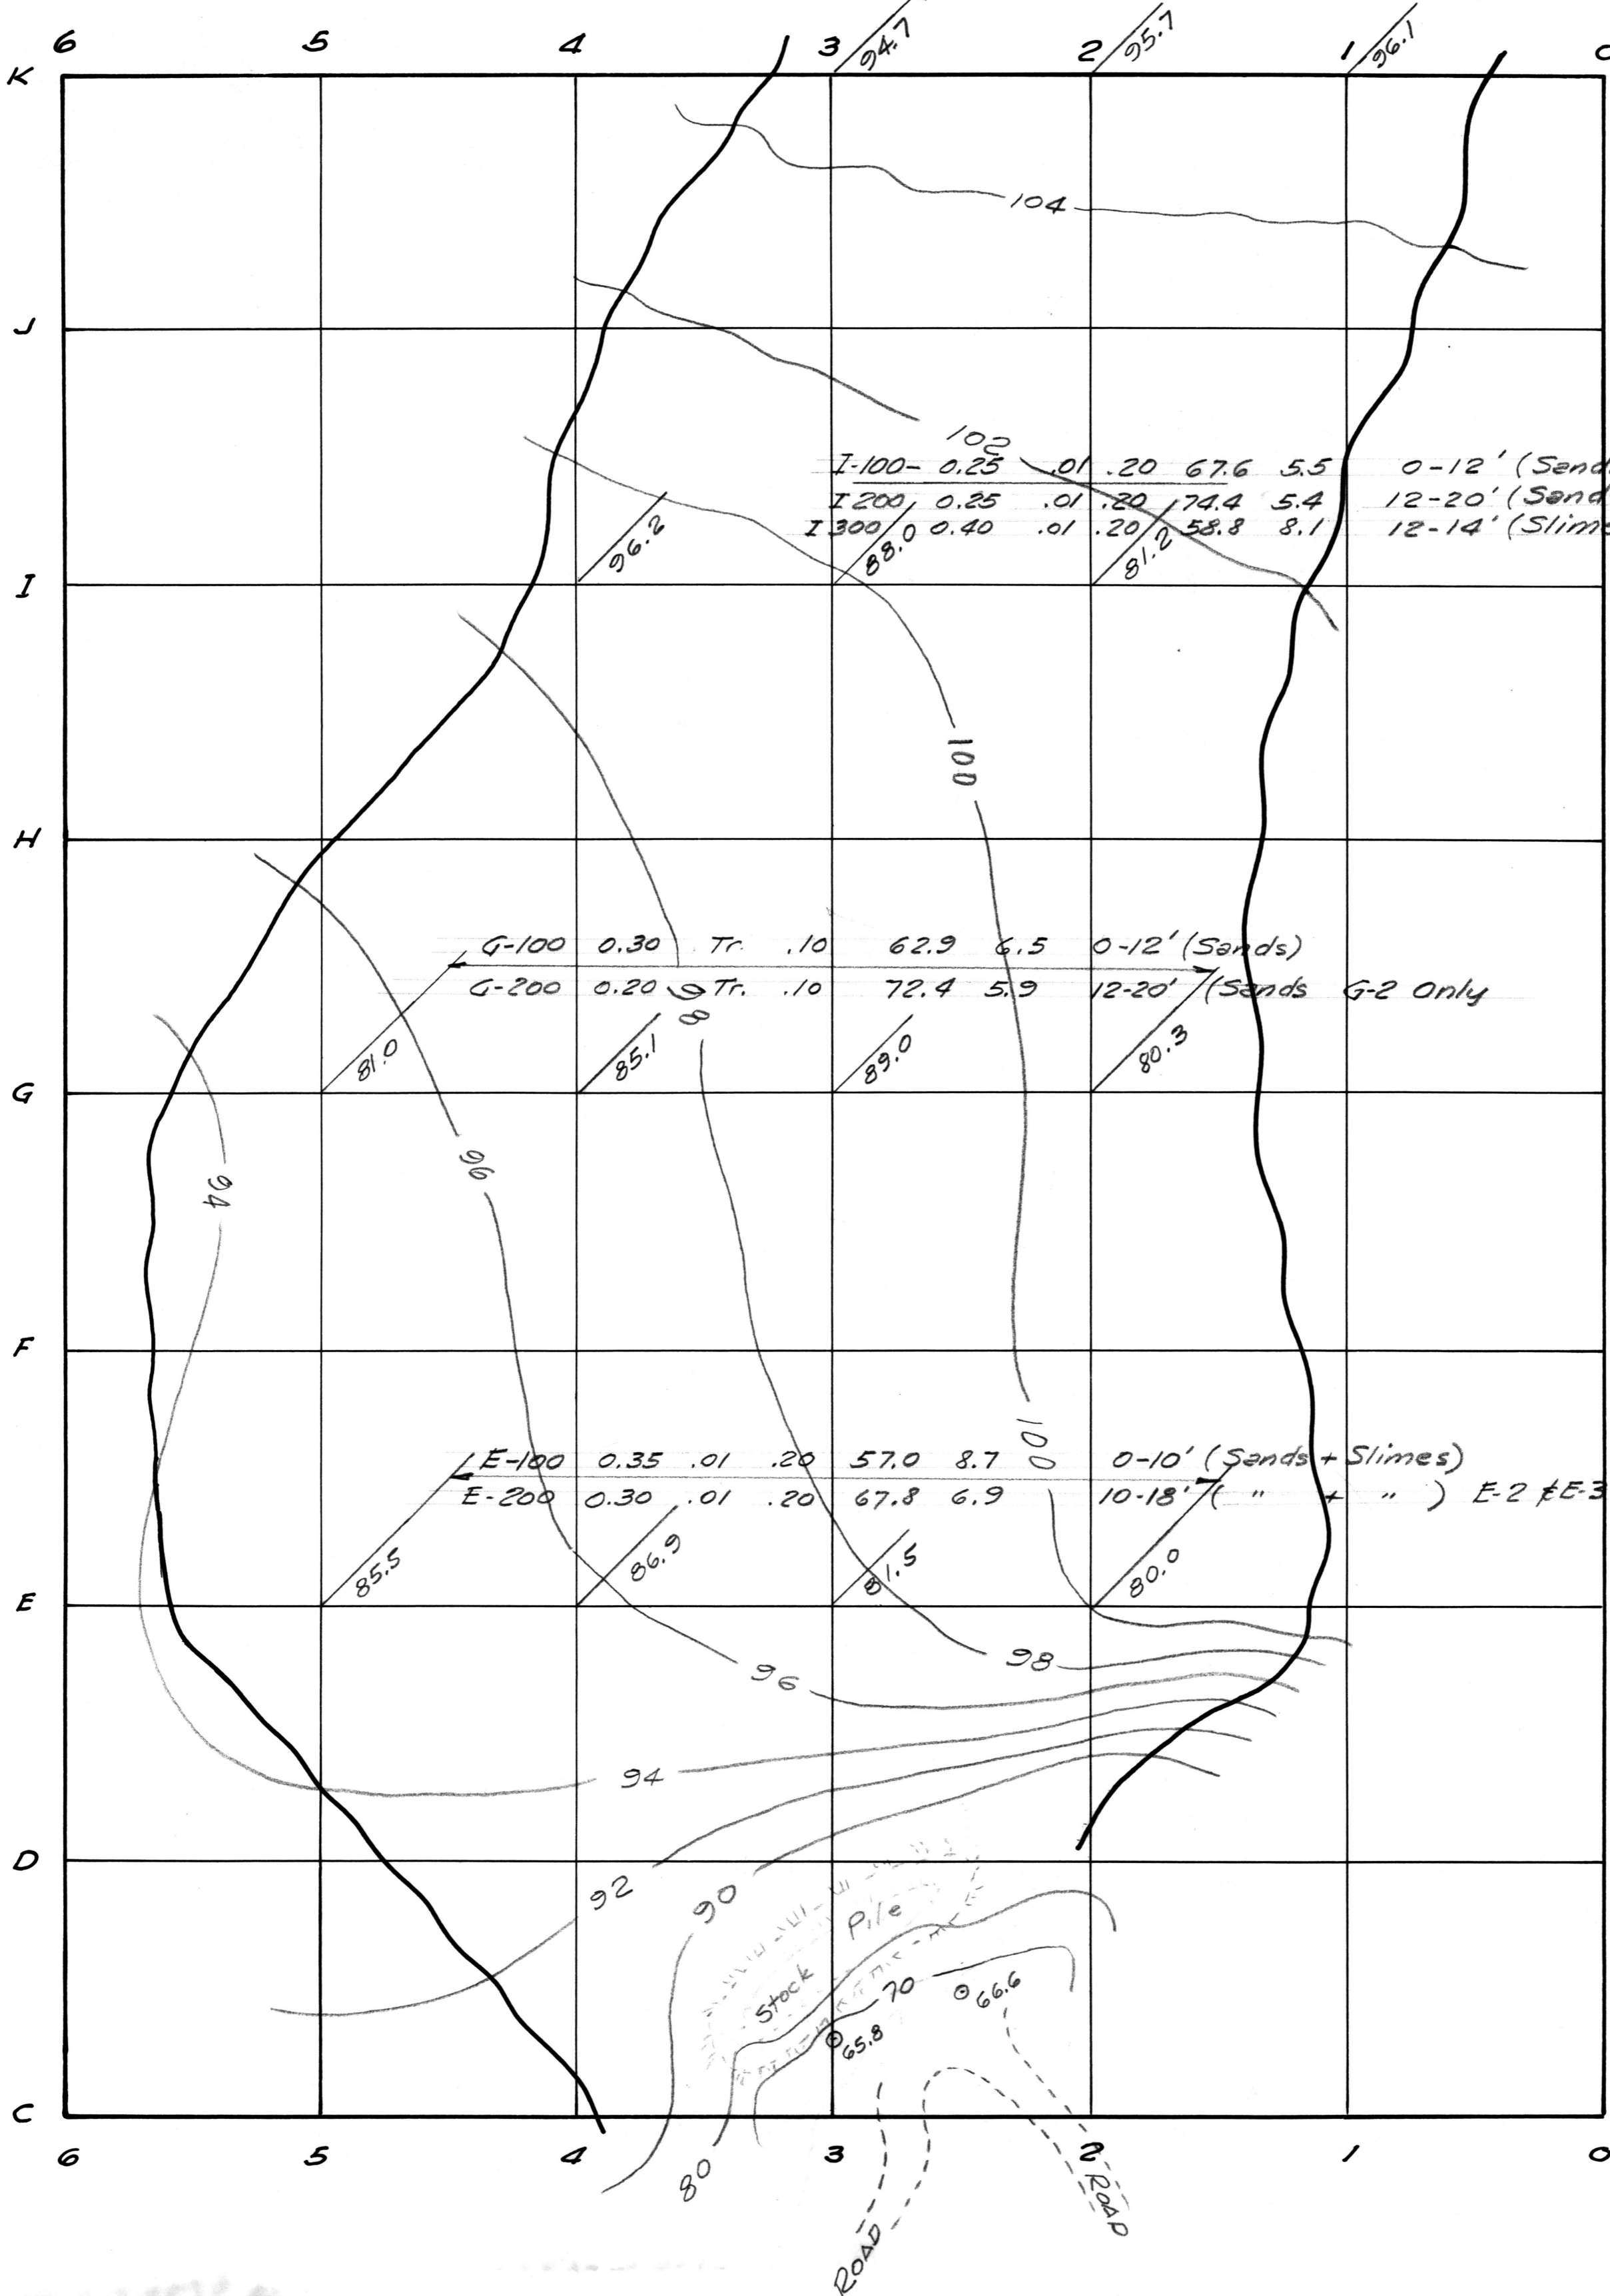 94.7 95.7 96.1
6 5 4 3 2 1
K
104
J
102
I-100- 0.25 .01 .20 67.6 5.5 0-12' (Sand
I 200 0.25 .01 .20 74.4 5.4 12-20' (Sand
I 300 0.40 .01 .20 58.8 8.1 12-14' (Slime
96.2 88.0 81.2
I
100
H
G-100 0.30 Tr. .10 62.9 6.5 0-12' (Sands)
G-200 0.20 Tr. .10 72.4 5.9 12-20' (Sands G-2 Only
98
81.0 85.1 89.0 80.3
G
96
94
F
100
E-100 0.35 .01 .20 57.0 8.7 0-10' (Sands + Slimes)
E-200 0.30 .01 .20 67.8 6.9 10-18' ( " + " ) E-2 & E-3
85.5 86.9 81.5 80.0
E
98
96
94
D
92 90
Stock Pile
70 66.6
65.8
C
6 5 4 3 2 1 0
80
ROAD
ROAD